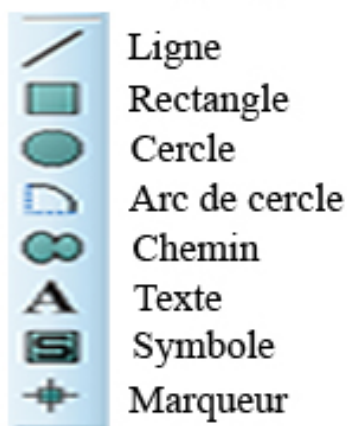 Ligne
Rectangle
Cercle
Arc de cercle
Chemin
A Texte
S Symbole
Marqueur